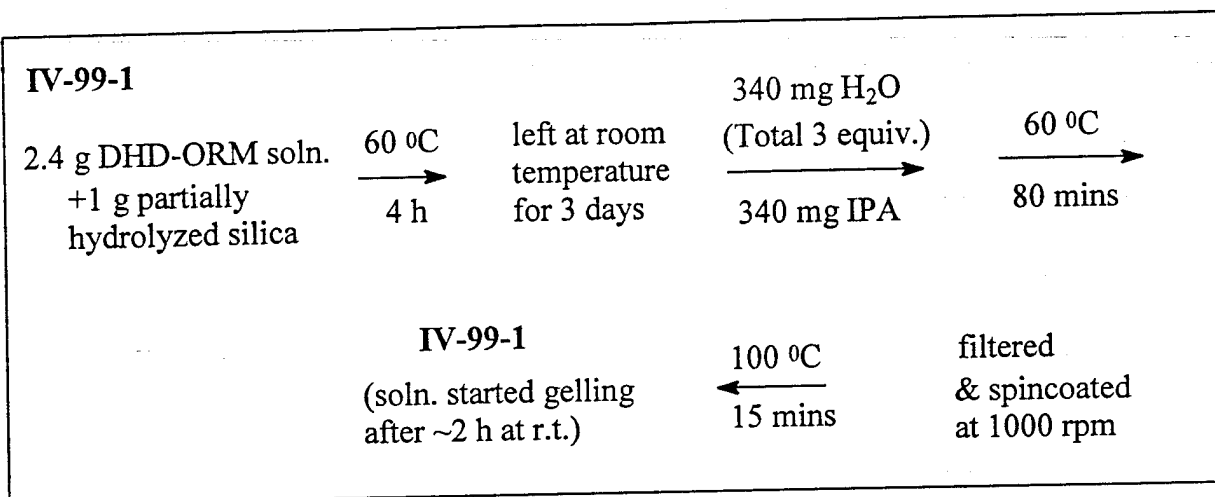 IV-99-1
2.4 g DHD-ORM soln.
+1 g partially
hydrolyzed silica
60 ⁰C
4 h
left at room
temperature
for 3 days
340 mg H₂O
(Total 3 equiv.)
340 mg IPA
60 ⁰C
80 mins
filtered
& spincoated
at 1000 rpm
100 ⁰C
15 mins
IV-99-1
(soln. started gelling
after ~2 h at r.t.)